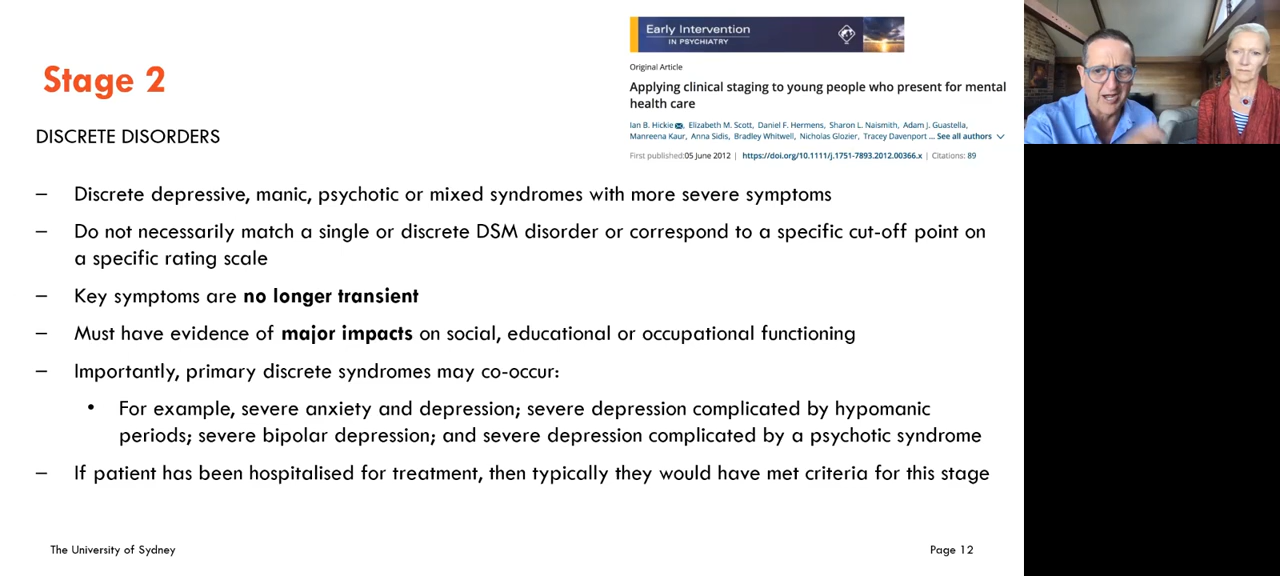 Early Intervention
IN PSYCHIATRY
Original Article
Applying clinical staging to young people who present for mental
health care
Ian B. Hickie, Elizabeth M. Scott, Daniel F. Hermens, Sharon L. Naismith, Adam J. Guastella,
Manreena Kaur, Anna Sidis, Bradley Whitwell, Nicholas Glozier, Tracey Davenport ... See all authors
First published:05 June 2012 | https://doi.org/10.1111/j.1751-7893.2012.00366.x | Citations: 89
Stage 2
DISCRETE DISORDERS
– Discrete depressive, manic, psychotic or mixed syndromes with more severe symptoms
– Do not necessarily match a single or discrete DSM disorder or correspond to a specific cut-off point on
a specific rating scale
– Key symptoms are no longer transient
– Must have evidence of major impacts on social, educational or occupational functioning
– Importantly, primary discrete syndromes may co-occur:
• For example, severe anxiety and depression; severe depression complicated by hypomanic
periods; severe bipolar depression; and severe depression complicated by a psychotic syndrome
– If patient has been hospitalised for treatment, then typically they would have met criteria for this stage
The University of Sydney
Page 12